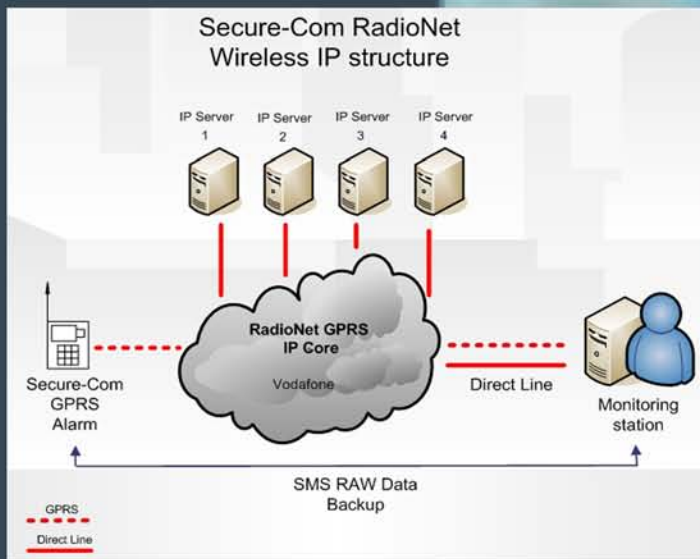 Secure-Com RadioNet
Wireless IP structure
IP Server
1
IP Server
2
IP Server
3
IP Server
4
RadioNet GPRS
IP Core
Vodafone
Secure-Com
GPRS
Alarm
Direct Line
Monitoring
station
SMS RAW Data
Backup
GPRS
Direct Line